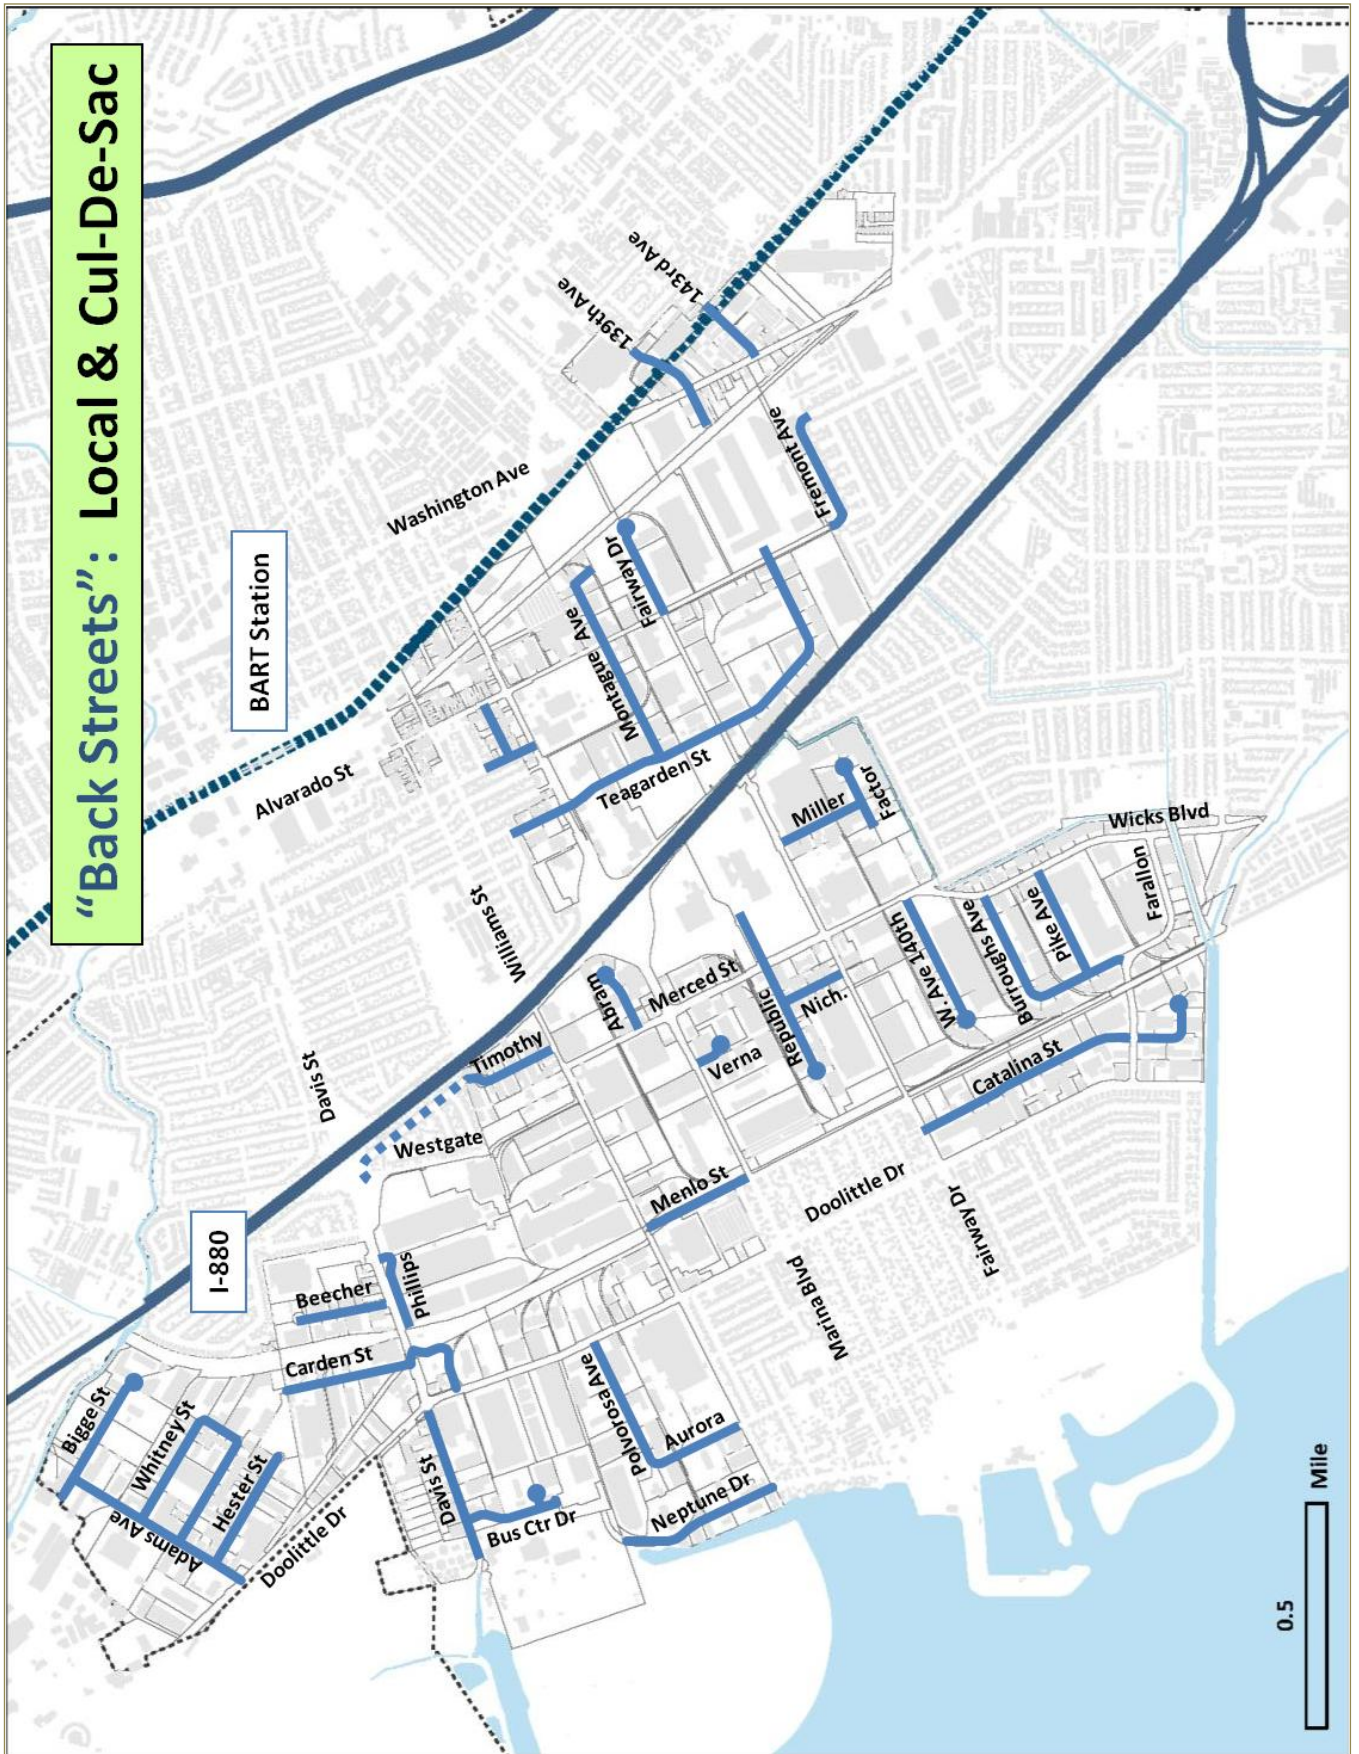 "Back Streets": Local & Cul-De-Sac
I-880
BART Station
Bigge St
Whitney St
Hester St
Adams Ave
Doolittle Dr
Beecher
Carden St
Phillips
Davis St
Bus Ctr Dr
Polvorosa Ave
Aurora
Neptune Dr
Davis St
Westgate
Timothy
Williams St
Alvarado St
Washington Ave
Abram
Merced St
Verna
Menlo St
Marina Blvd
Doolittle Dr
Fairway Dr
Republic
Nich.
W. Ave 140th
Burroughs Ave
Pike Ave
Catalina St
Farallon
Wicks Blvd
Miller
Factor
Teagarden St
Montague Ave
Fairway Dr
Fremont Ave
139th Ave
143rd Ave
0.5
Mile